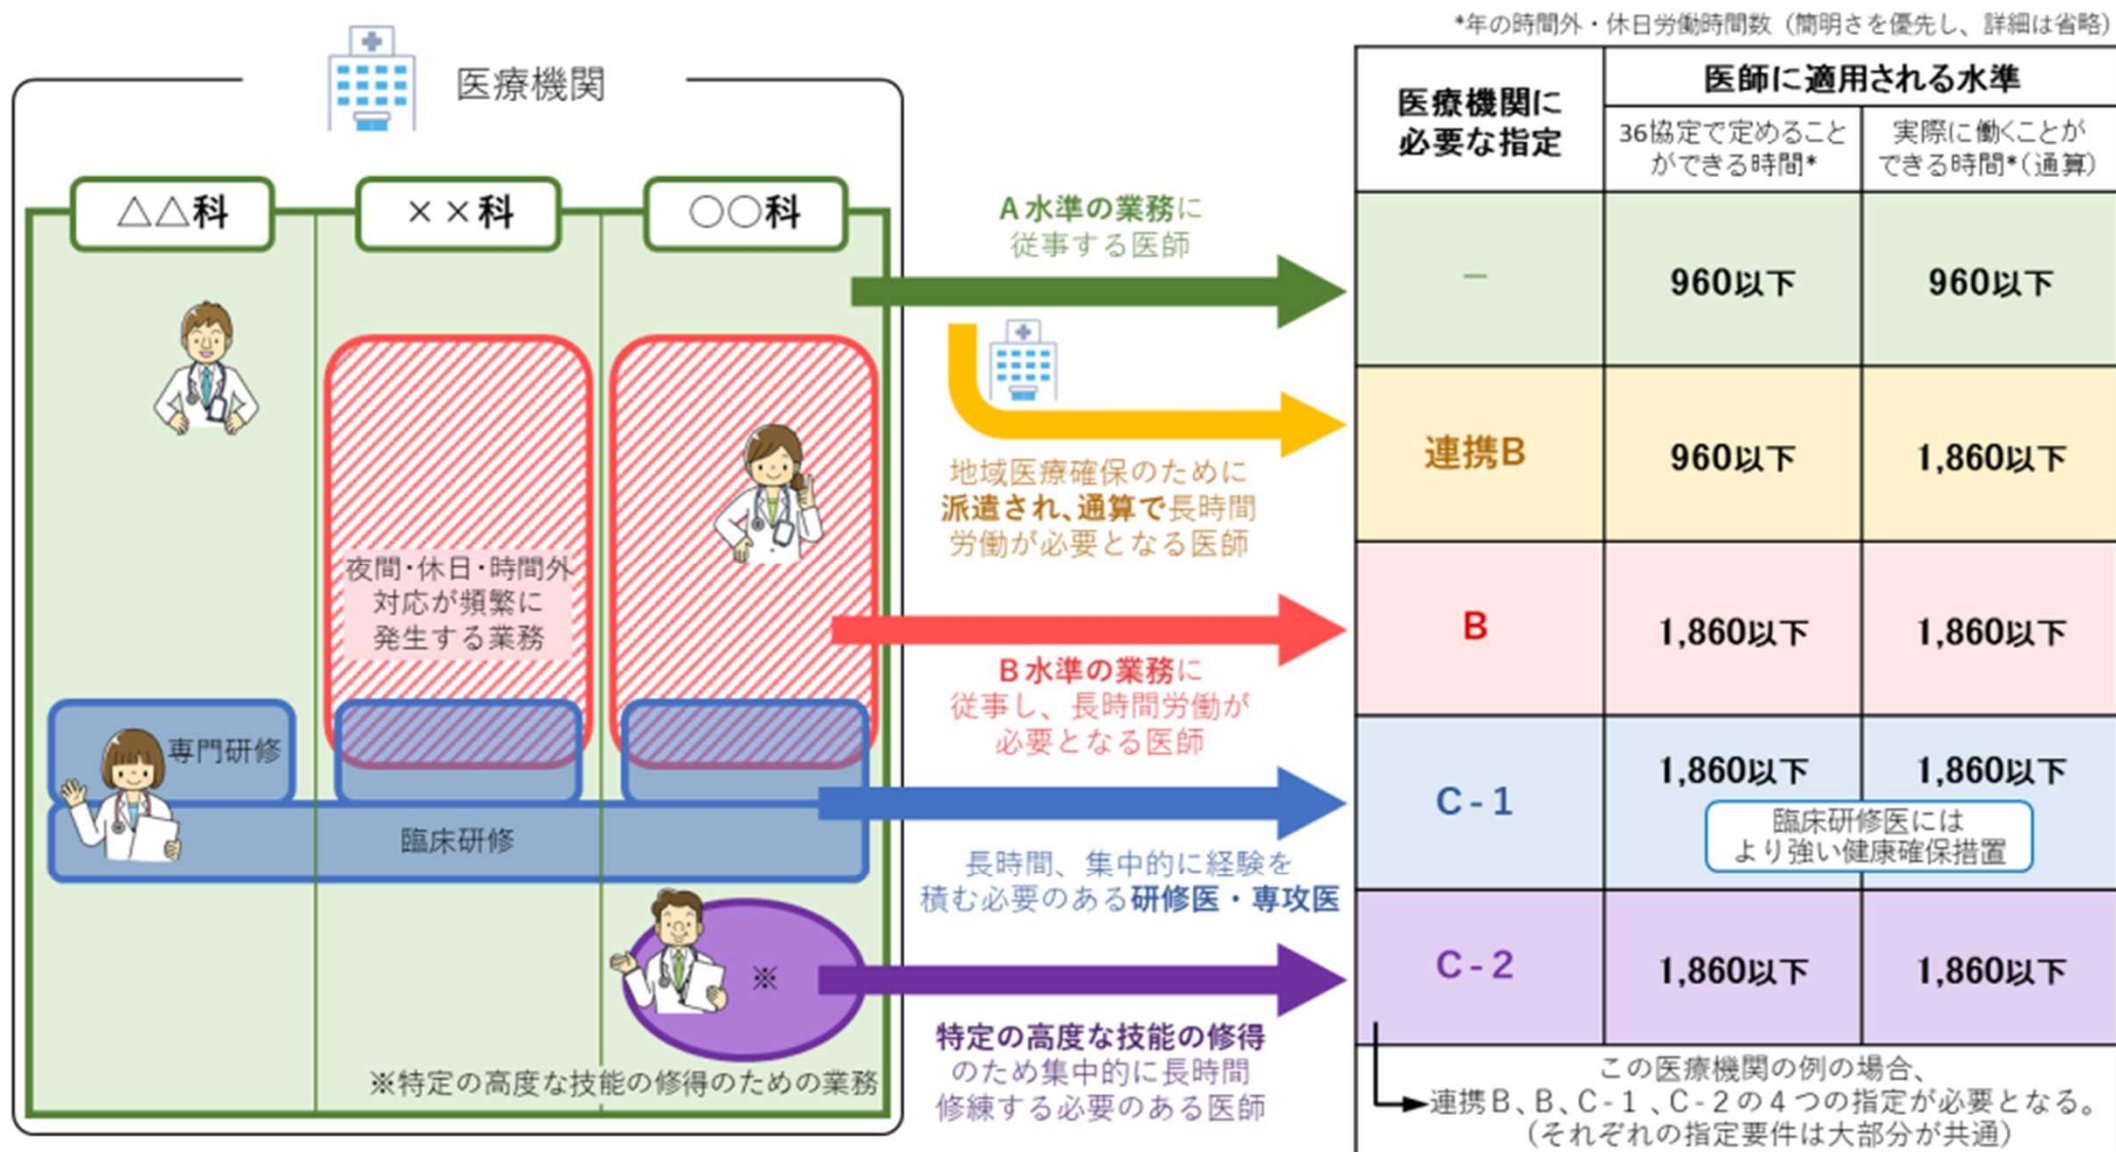 *年の時間外・休日労働時間数（簡明さを優先し、詳細は省略）
医療機関
△△科
××科
○○科
夜間・休日・時間外
対応が頻繁に
発生する業務
専門研修
臨床研修
※
※特定の高度な技能の修得のための業務
A水準の業務に
従事する医師
地域医療確保のために
派遣され、通算で長時間
労働が必要となる医師
B水準の業務に
従事し、長時間労働が
必要となる医師
長時間、集中的に経験を
積む必要のある研修医・専攻医
特定の高度な技能の修得
のため集中的に長時間
修練する必要のある医師
医療機関に
必要な指定
医師に適用される水準
36協定で定めること
ができる時間*
実際に働くことが
できる時間*(通算)
－
960以下
960以下
連携B
960以下
1,860以下
B
1,860以下
1,860以下
C-1
1,860以下
1,860以下
臨床研修医には
より強い健康確保措置
C-2
1,860以下
1,860以下
この医療機関の例の場合、
連携B、B、C-1、C-2の4つの指定が必要となる。
(それぞれの指定要件は大部分が共通)